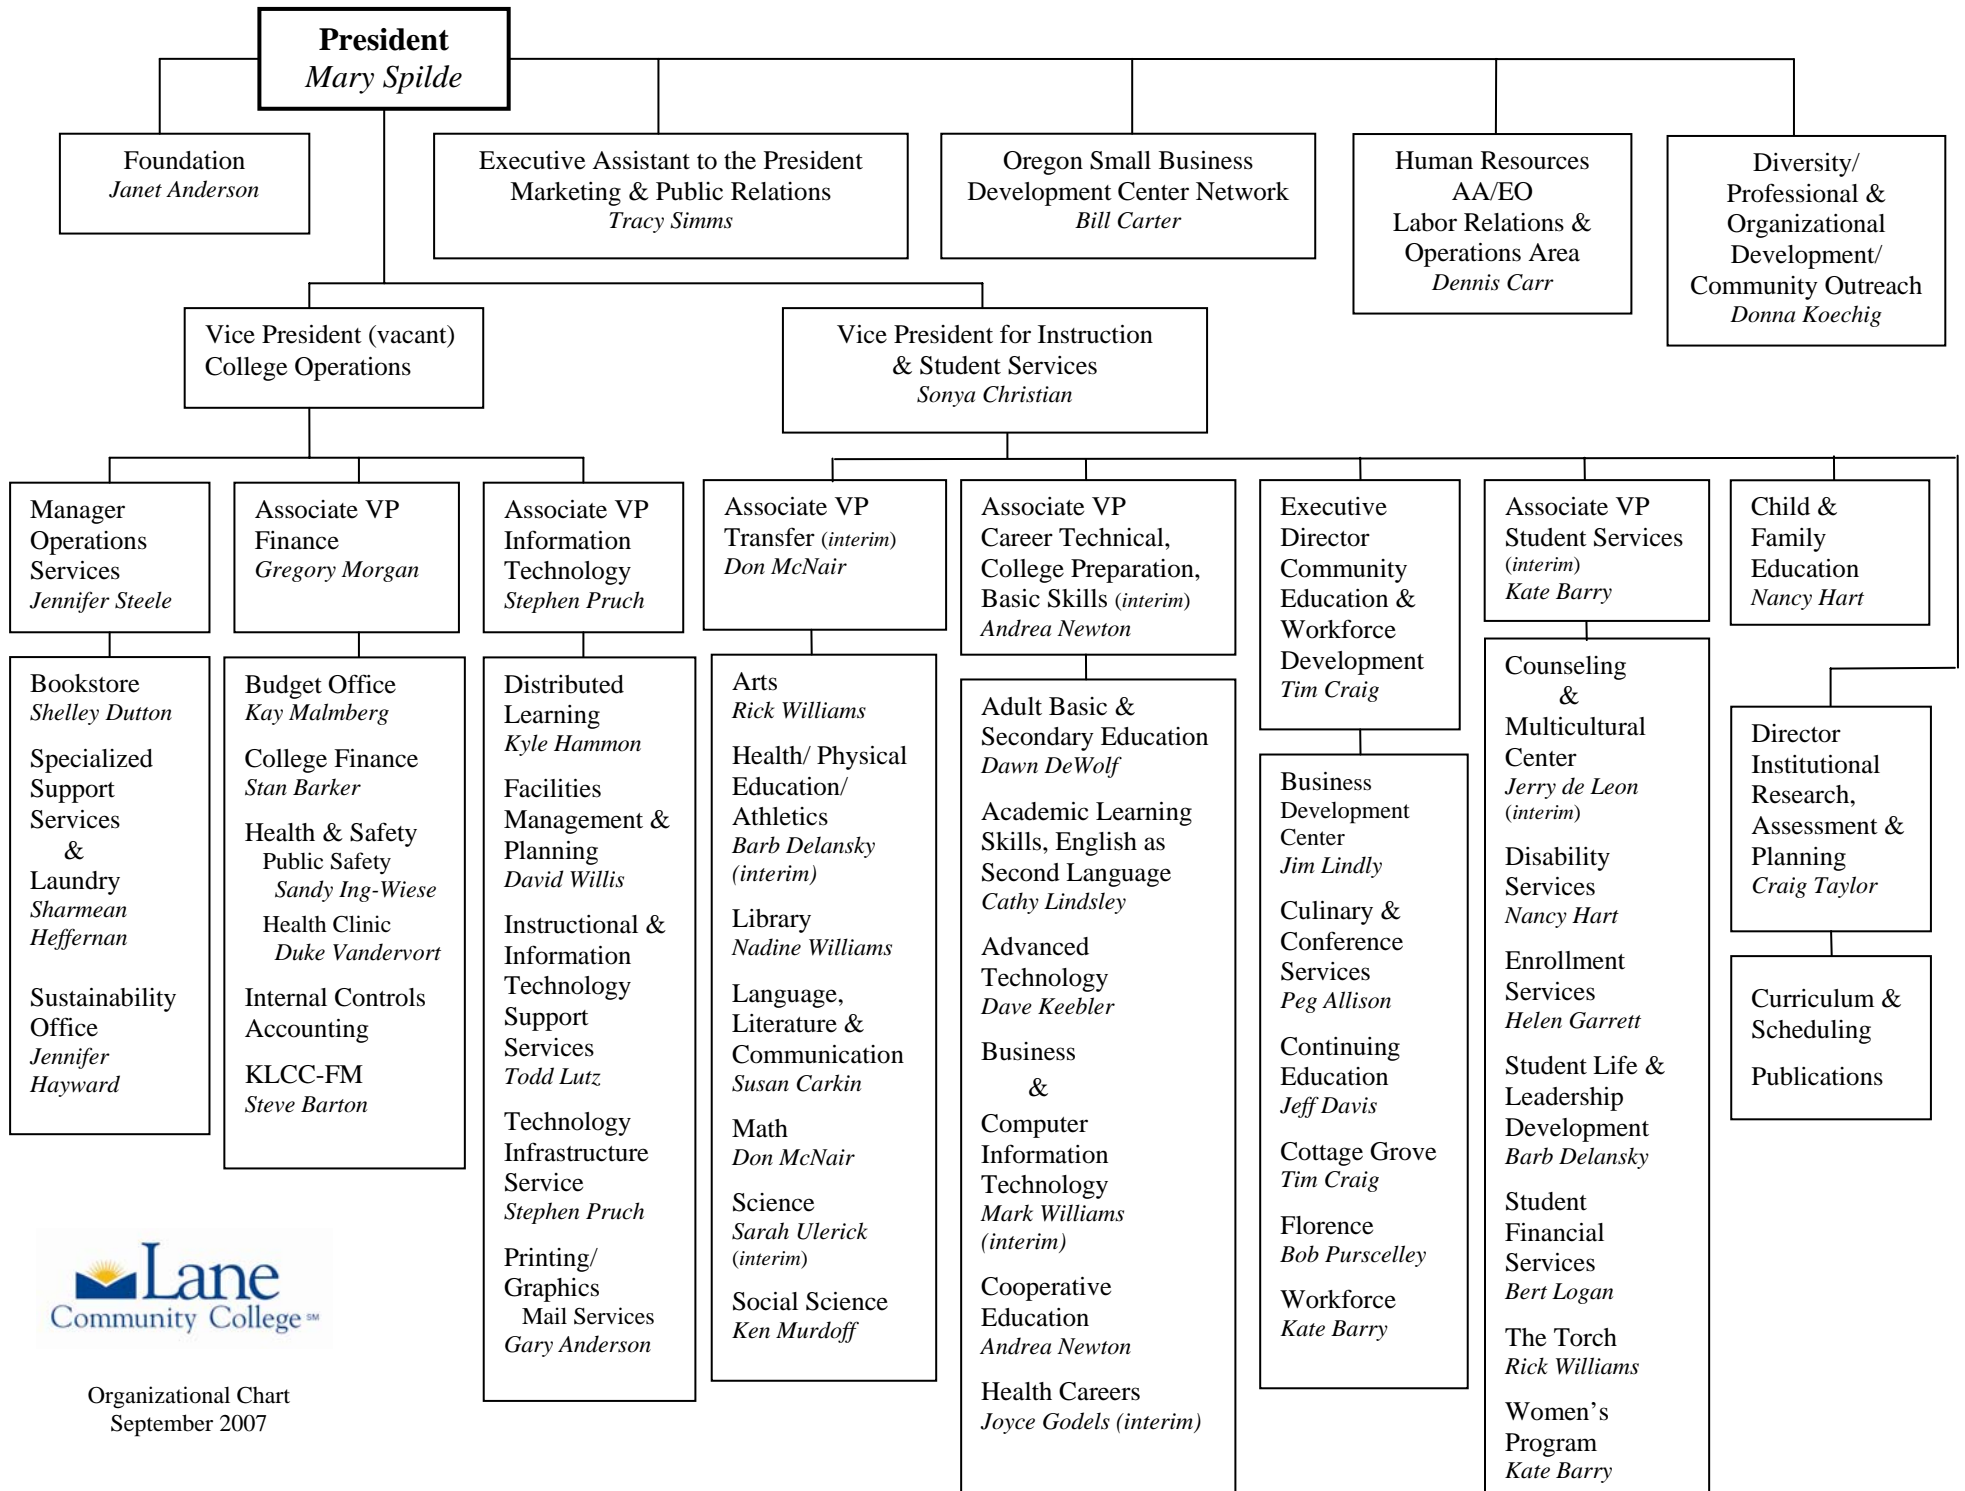 President
Mary Spilde
Foundation
Janet Anderson
Executive Assistant to the President
Marketing & Public Relations
Tracy Simms
Oregon Small Business
Development Center Network
Bill Carter
Human Resources
AA/EO
Labor Relations &
Operations Area
Dennis Carr
Diversity/
Professional &
Organizational
Development/
Community Outreach
Donna Koechig
Vice President (vacant)
College Operations
Vice President for Instruction
& Student Services
Sonya Christian
Manager
Operations
Services
Jennifer Steele
Associate VP
Finance
Gregory Morgan
Associate VP
Information
Technology
Stephen Pruch
Associate VP
Transfer (interim)
Don McNair
Associate VP
Career Technical,
College Preparation,
Basic Skills (interim)
Andrea Newton
Executive
Director
Community
Education &
Workforce
Development
Tim Craig
Associate VP
Student Services
(interim)
Kate Barry
Child &
Family
Education
Nancy Hart
Bookstore
Shelley Dutton
Specialized
Support
Services
&
Laundry
Sharmean
Heffernan
Sustainability
Office
Jennifer
Hayward
Budget Office
Kay Malmberg
College Finance
Stan Barker
Health & Safety
Public Safety
Sandy Ing-Wiese
Health Clinic
Duke Vandervort
Internal Controls
Accounting
KLCC-FM
Steve Barton
Distributed
Learning
Kyle Hammon
Facilities
Management &
Planning
David Willis
Instructional &
Information
Technology
Support
Services
Todd Lutz
Technology
Infrastructure
Service
Stephen Pruch
Printing/
Graphics
Mail Services
Gary Anderson
Arts
Rick Williams
Health/ Physical
Education/
Athletics
Barb Delansky
(interim)
Library
Nadine Williams
Language,
Literature &
Communication
Susan Carkin
Math
Don McNair
Science
Sarah Ulerick
(interim)
Social Science
Ken Murdoff
Adult Basic &
Secondary Education
Dawn DeWolf
Academic Learning
Skills, English as
Second Language
Cathy Lindsley
Advanced
Technology
Dave Keebler
Business
&
Computer
Information
Technology
Mark Williams
(interim)
Cooperative
Education
Andrea Newton
Health Careers
Joyce Godels (interim)
Business
Development
Center
Jim Lindly
Culinary &
Conference
Services
Peg Allison
Continuing
Education
Jeff Davis
Cottage Grove
Tim Craig
Florence
Bob Purscelley
Workforce
Kate Barry
Counseling
&
Multicultural
Center
Jerry de Leon
(interim)
Disability
Services
Nancy Hart
Enrollment
Services
Helen Garrett
Student Life &
Leadership
Development
Barb Delansky
Student
Financial
Services
Bert Logan
The Torch
Rick Williams
Women's
Program
Kate Barry
Director
Institutional
Research,
Assessment &
Planning
Craig Taylor
Curriculum &
Scheduling
Publications
Lane
Community College SM
Organizational Chart
September 2007